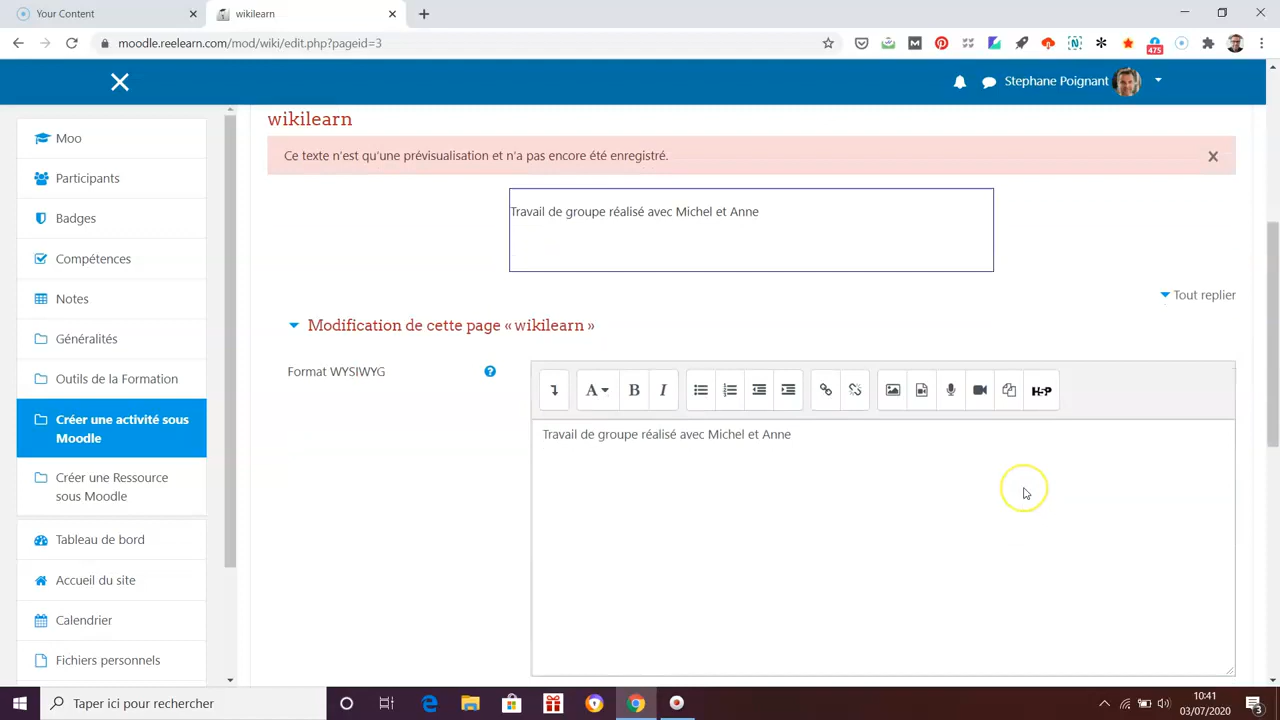 Your Content
wikilearn
moodle.reelearn.com/mod/wiki/edit.php?pageid=3
475
Stephane Poignant
Moo
Participants
Badges
Compétences
Notes
Généralités
Outils de la Formation
Créer une activité sous
Moodle
Créer une Ressource
sous Moodle
Tableau de bord
Accueil du site
Calendrier
Fichiers personnels
wikilearn
Ce texte n'est qu'une prévisualisation et n'a pas encore été enregistré.
Travail de groupe réalisé avec Michel et Anne
Tout replier
Modification de cette page « wikilearn »
Format WYSIWYG
A B I
H-P
Travail de groupe réalisé avec Michel et Anne
Taper ici pour rechercher
10:41
03/07/2020
3